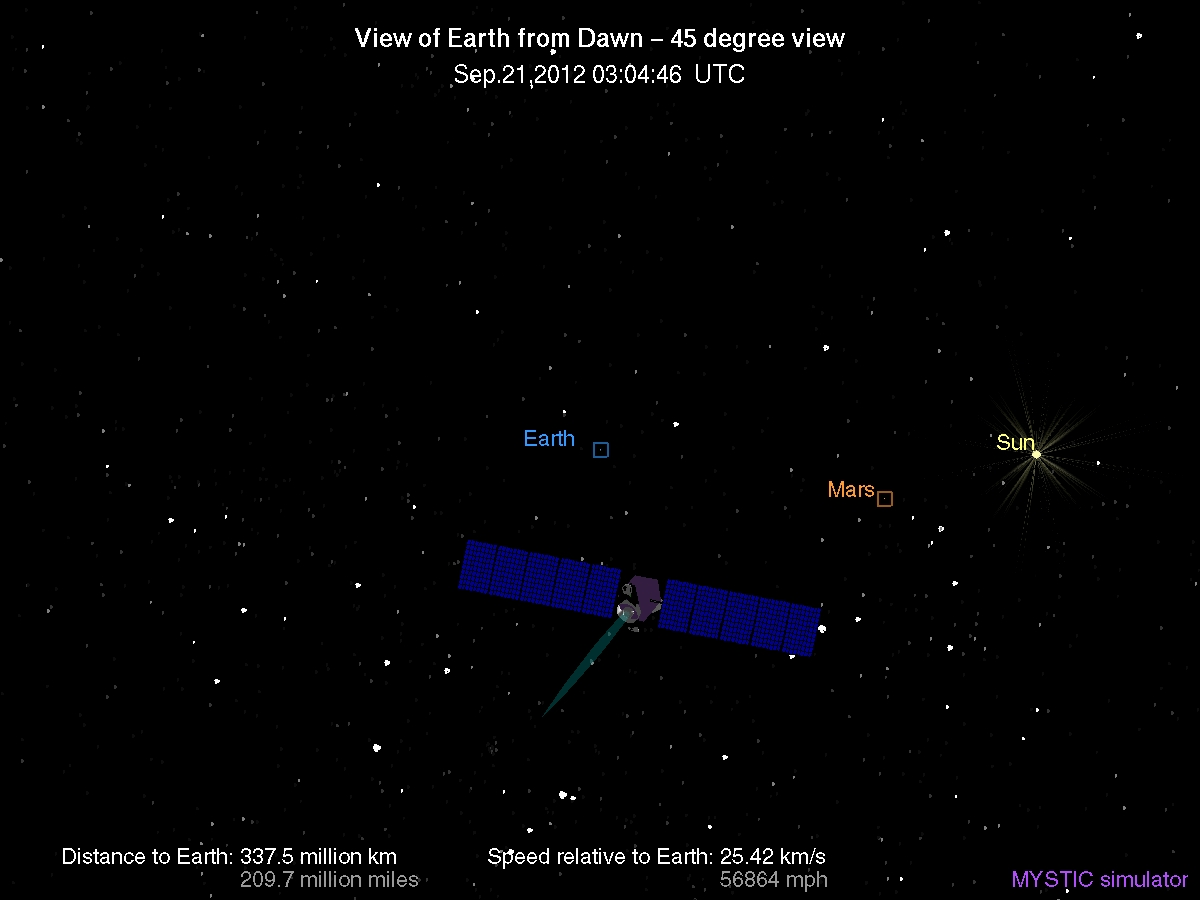 View of Earth from Dawn – 45 degree view
Sep.21,2012 03:04:46 UTC
Earth
Sun
Mars
Distance to Earth: 337.5 million km
209.7 million miles
Speed relative to Earth: 25.42 km/s
56864 mph
MYSTIC simulator